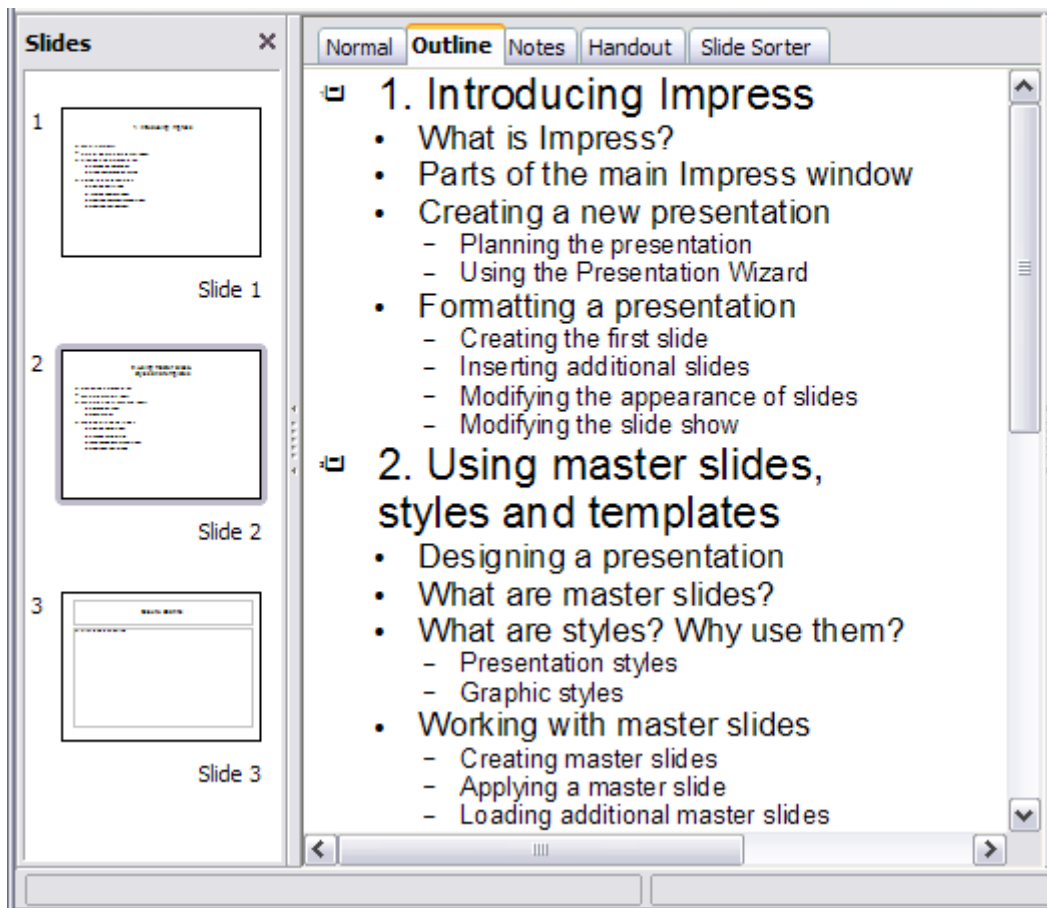 Slides
Normal Outline Notes Handout Slide Sorter
1
Slide 1
2
Slide 2
3
Slide 3
1. Introducing Impress
• What is Impress?
• Parts of the main Impress window
• Creating a new presentation
– Planning the presentation
– Using the Presentation Wizard
• Formatting a presentation
– Creating the first slide
– Inserting additional slides
– Modifying the appearance of slides
– Modifying the slide show
2. Using master slides,
styles and templates
• Designing a presentation
• What are master slides?
• What are styles? Why use them?
– Presentation styles
– Graphic styles
• Working with master slides
– Creating master slides
– Applying a master slide
– Loading additional master slides